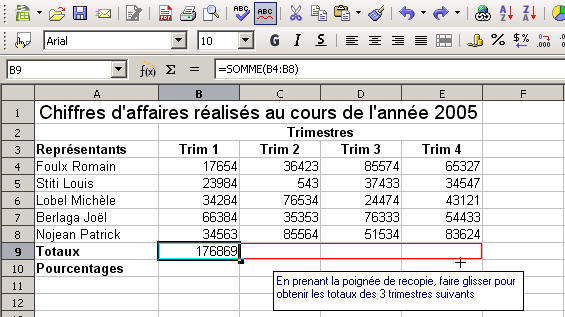 ABC ABC
Arial 10 % $%
B9 f(x) Σ = =SOMME(B4:B8)
A B C D E F
1 Chiffres d'affaires réalisés au cours de l'année 2005
2 Trimestres
3 Représentants Trim 1 Trim 2 Trim 3 Trim 4
4 Foulx Romain 17654 36423 85574 65327
5 Stiti Louis 23984 543 37433 34547
6 Lobel Michèle 34284 76534 24474 43121
7 Berlaga Joël 66384 35353 76333 54433
8 Nojean Patrick 34563 85564 51534 83624
9 Totaux 176869
10 Pourcentages
11 En prenant la poignée de recopie, faire glisser pour
12 obtenir les totaux des 3 trimestres suivants
13